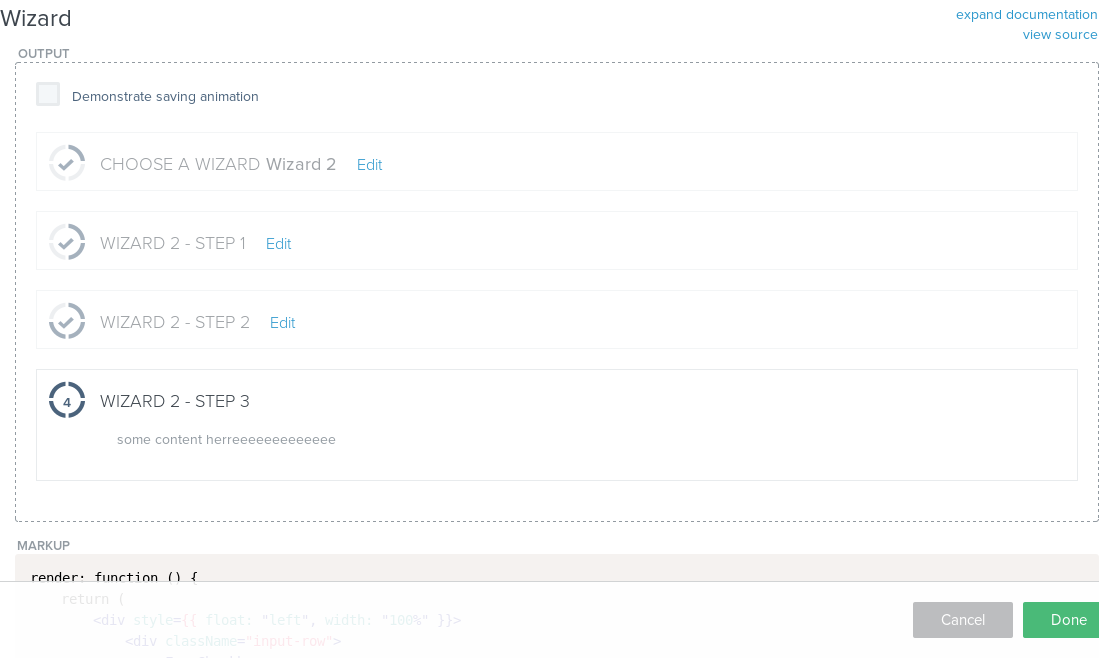 Wizard
expand documentation
view source
OUTPUT
Demonstrate saving animation
CHOOSE A WIZARD Wizard 2 Edit
WIZARD 2 - STEP 1 Edit
WIZARD 2 - STEP 2 Edit
4 WIZARD 2 - STEP 3
some content herreeeeeeeeeeeee
MARKUP
render: function () {
return (
<div style={{ float: "left", width: "100%" }}>
<div className="input-row">
Cancel Done